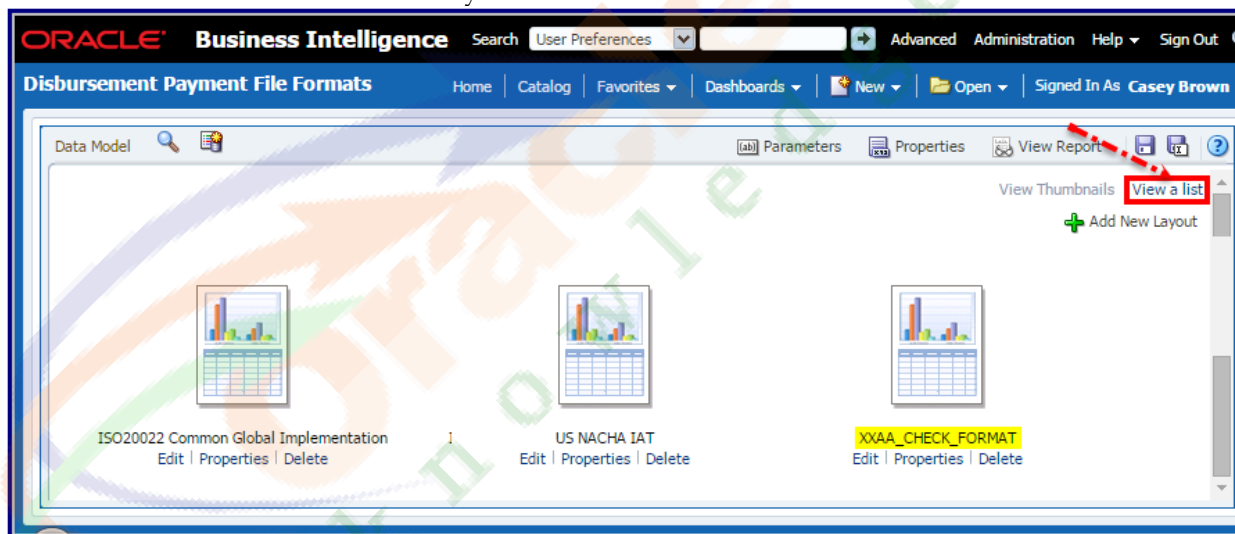 ORACLE Business Intelligence Search User Preferences Advanced Administration Help Sign Out
Disbursement Payment File Formats Home Catalog Favorites Dashboards New Open Signed In As Casey Brown
Data Model Parameters Properties View Report
View Thumbnails View a list
Add New Layout
ISO20022 Common Global Implementation I US NACHA IAT XXAA_CHECK_FORMAT
Edit | Properties | Delete Edit | Properties | Delete Edit | Properties | Delete